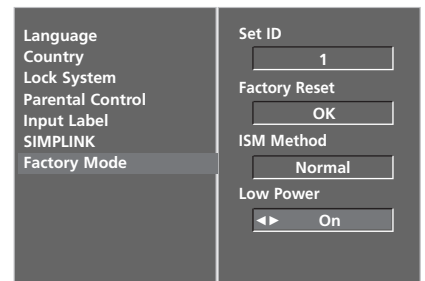 Language
Country
Lock System
Parental Control
Input Label
SIMPLINK
Factory Mode
Set ID
1
Factory Reset
OK
ISM Method
Normal
Low Power
◄► On